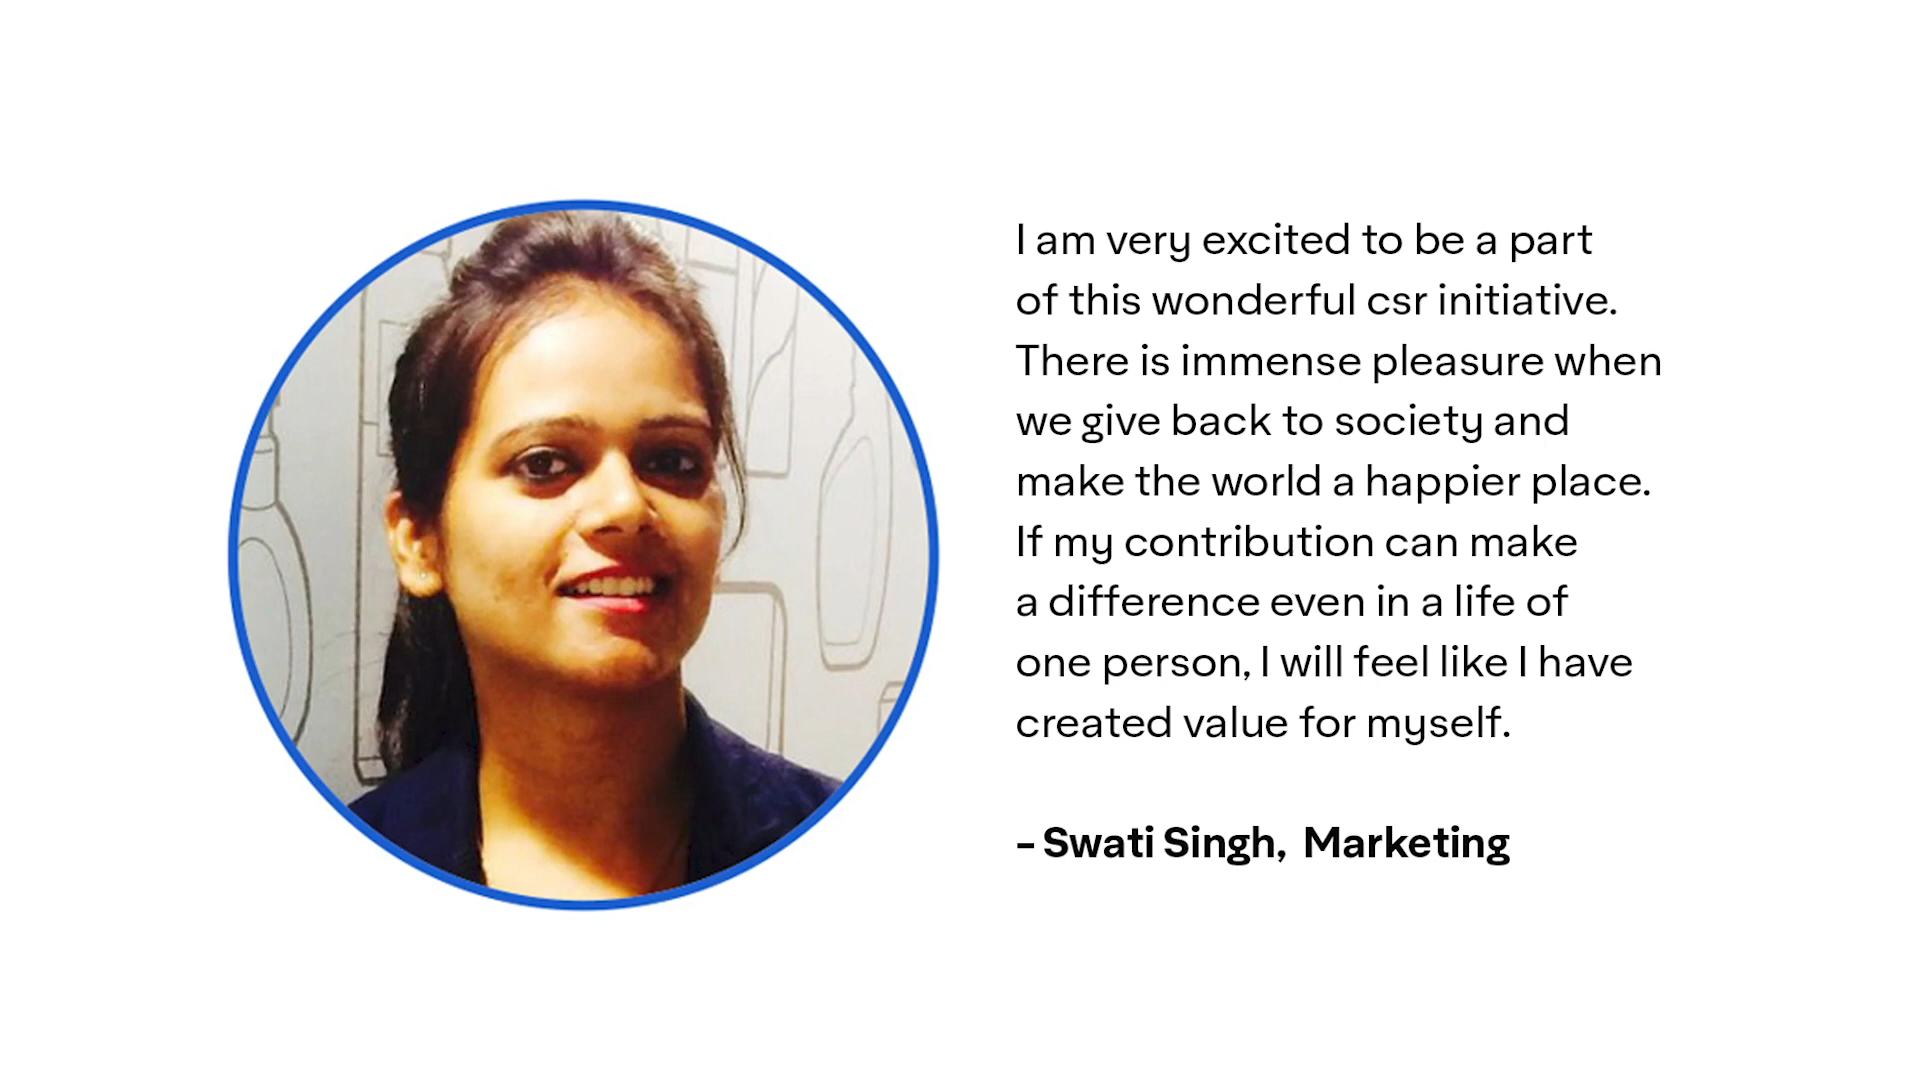 I am very excited to be a part
of this wonderful csr initiative.
There is immense pleasure when
we give back to society and
make the world a happier place.
If my contribution can make
a difference even in a life of
one person, I will feel like I have
created value for myself.
– Swati Singh, Marketing